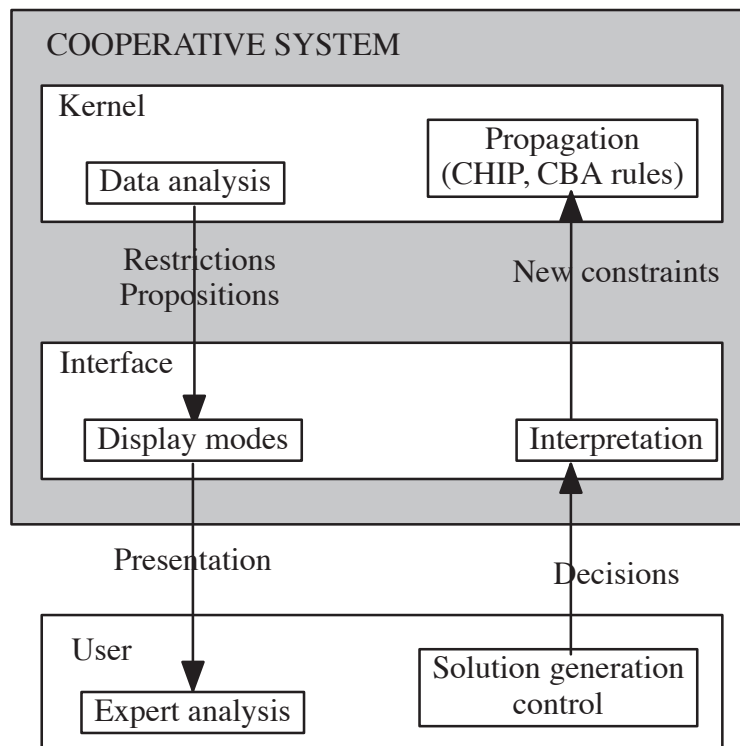 COOPERATIVE SYSTEM
Kernel
Propagation
(CHIP, CBA rules)
Data analysis
Restrictions
Propositions
New constraints
Interface
Display modes
Interpretation
Presentation
Decisions
User
Solution generation
control
Expert analysis